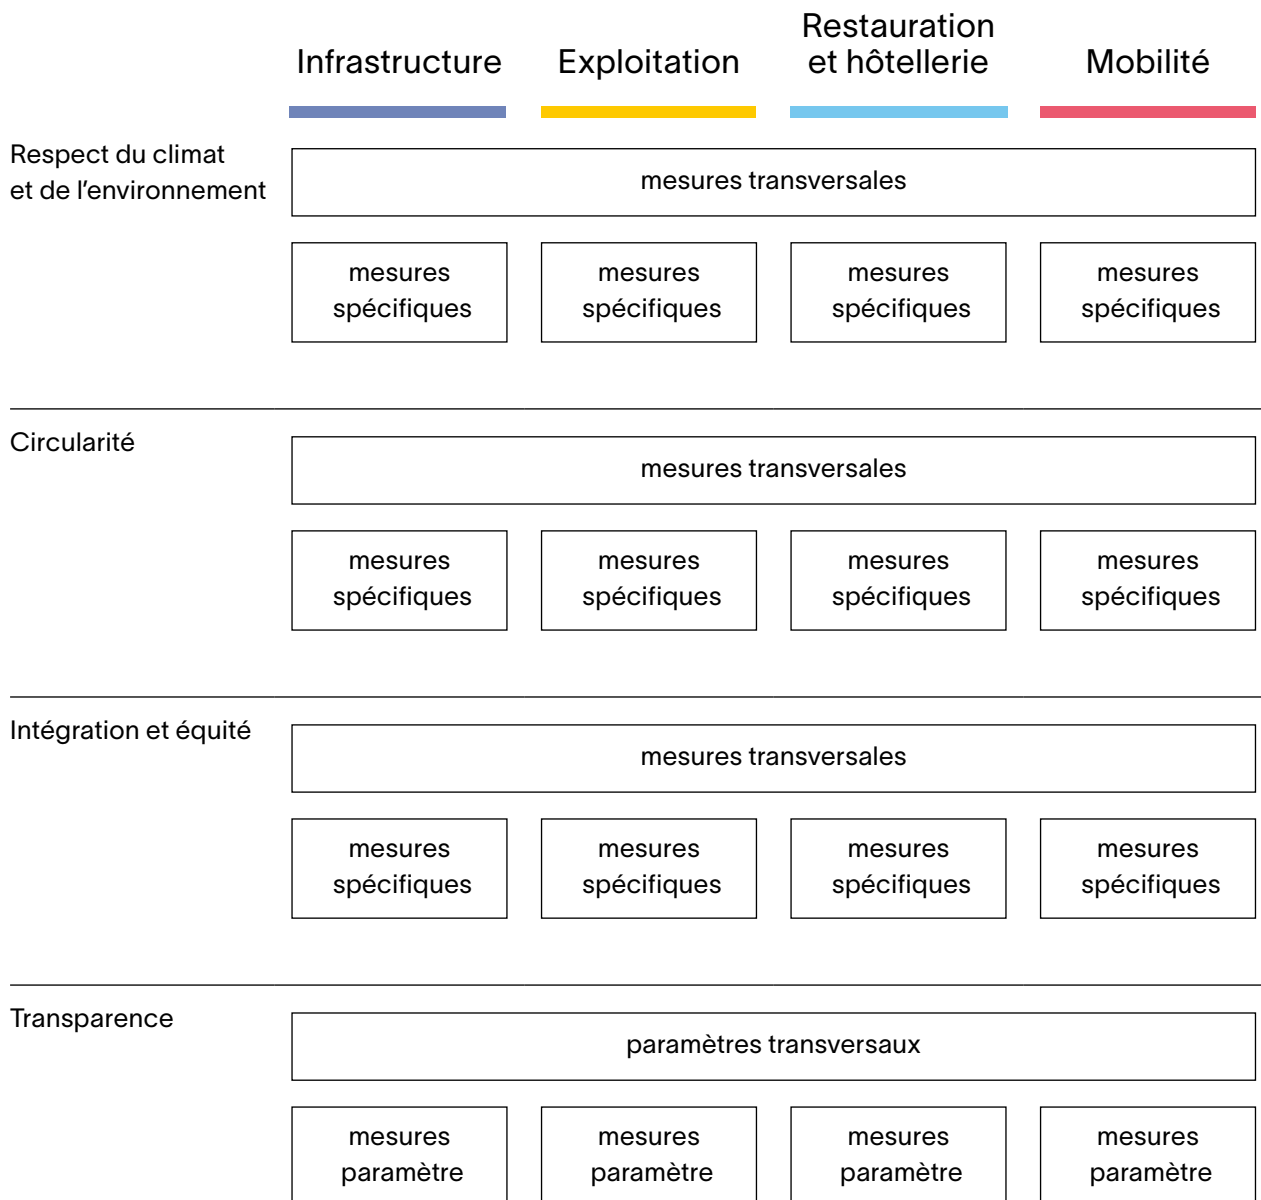 Infrastructure
Exploitation
Restauration
et hôtellerie
Mobilité
Respect du climat
et de l'environnement
mesures transversales
mesures
spécifiques
mesures
spécifiques
mesures
spécifiques
mesures
spécifiques
Circularité
mesures transversales
mesures
spécifiques
mesures
spécifiques
mesures
spécifiques
mesures
spécifiques
Intégration et équité
mesures transversales
mesures
spécifiques
mesures
spécifiques
mesures
spécifiques
mesures
spécifiques
Transparence
paramètres transversaux
mesures
paramètre
mesures
paramètre
mesures
paramètre
mesures
paramètre